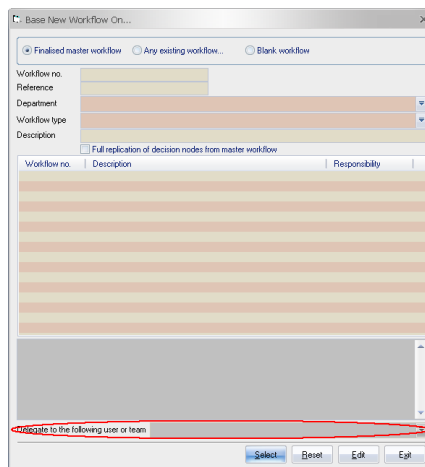 Base New Workflow On...
Finalised master workflow Any existing workflow... Blank workflow
Workflow no.
Reference
Department
Workflow type
Description
Full replication of decision nodes from master workflow
Workflow no. Description Responsibility
Delegate to the following user or team
Select Reset Edit Exit